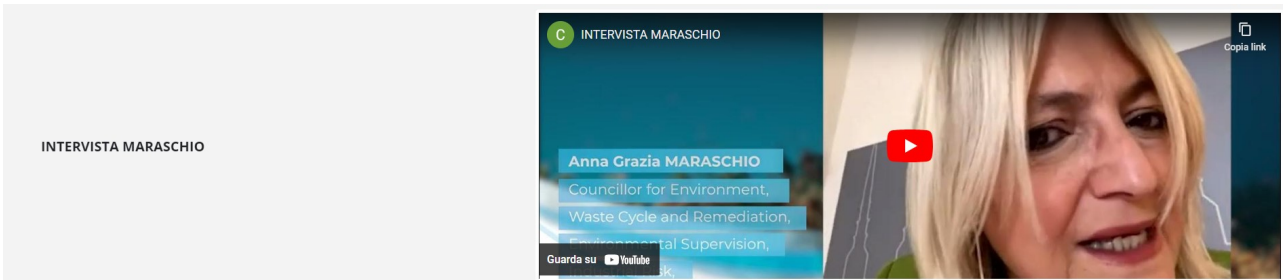 INTERVISTA MARASCHIO
C
INTERVISTA MARASCHIO
Copia link
Anna Grazia MARASCHIO
Councillor for Environment,
Waste Cycle and Remediation,
Environmental Supervision,
Guarda su YouTube